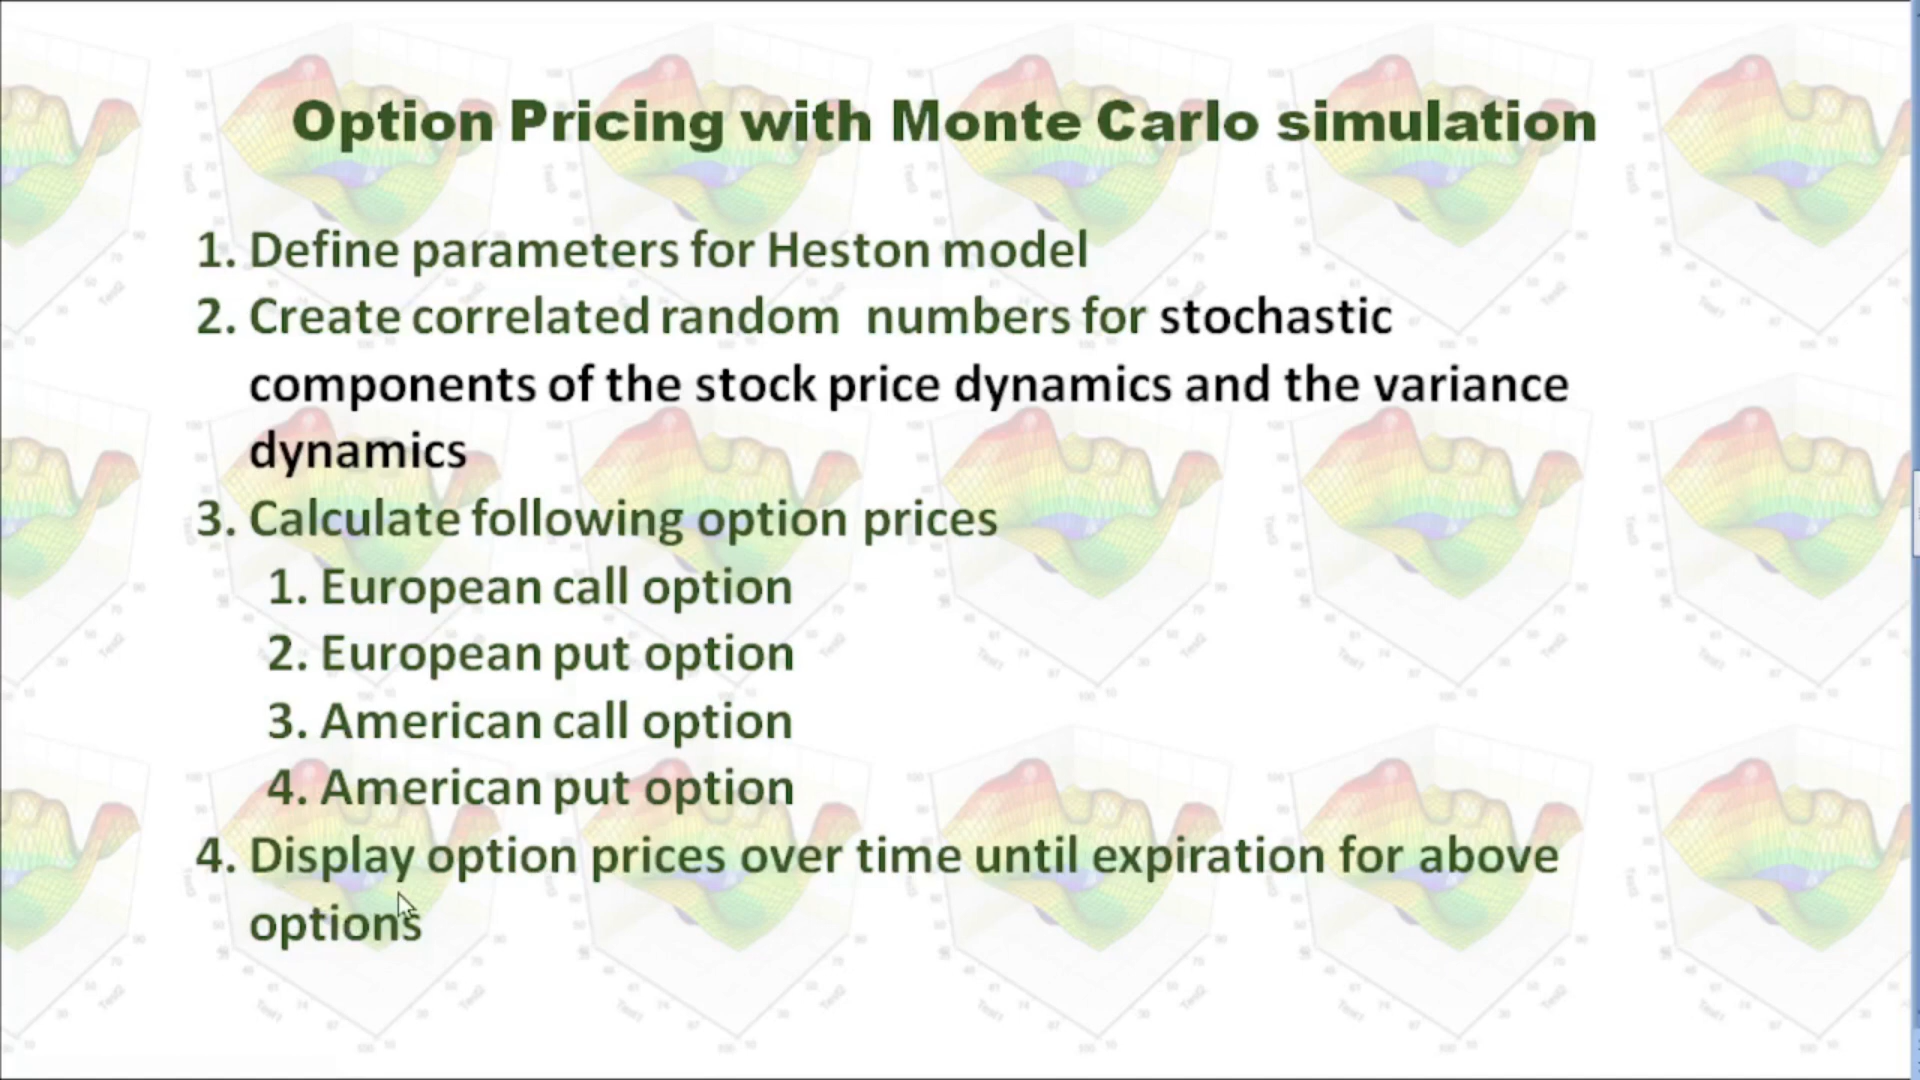 Option Pricing with Monte Carlo simulation
1. Define parameters for Heston model
2. Create correlated random  numbers for stochastic
components of the stock price dynamics and the variance
dynamics
3. Calculate following option prices
1. European call option
2. European put option
3. American call option
4. American put option
4. Display option prices over time until expiration for above
options